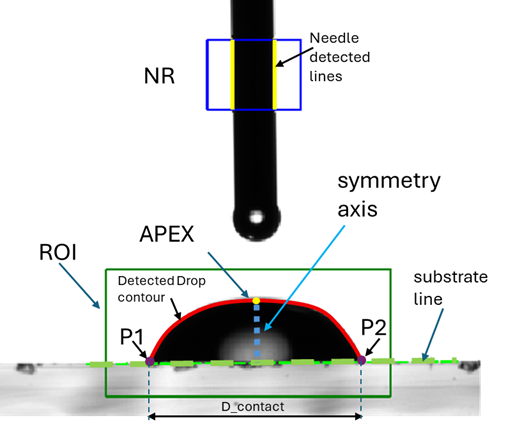 Needle
detected
lines
NR
symmetry
axis
APEX
ROI
Detected Drop
contour
substrate
line
P1
P2
D_contact